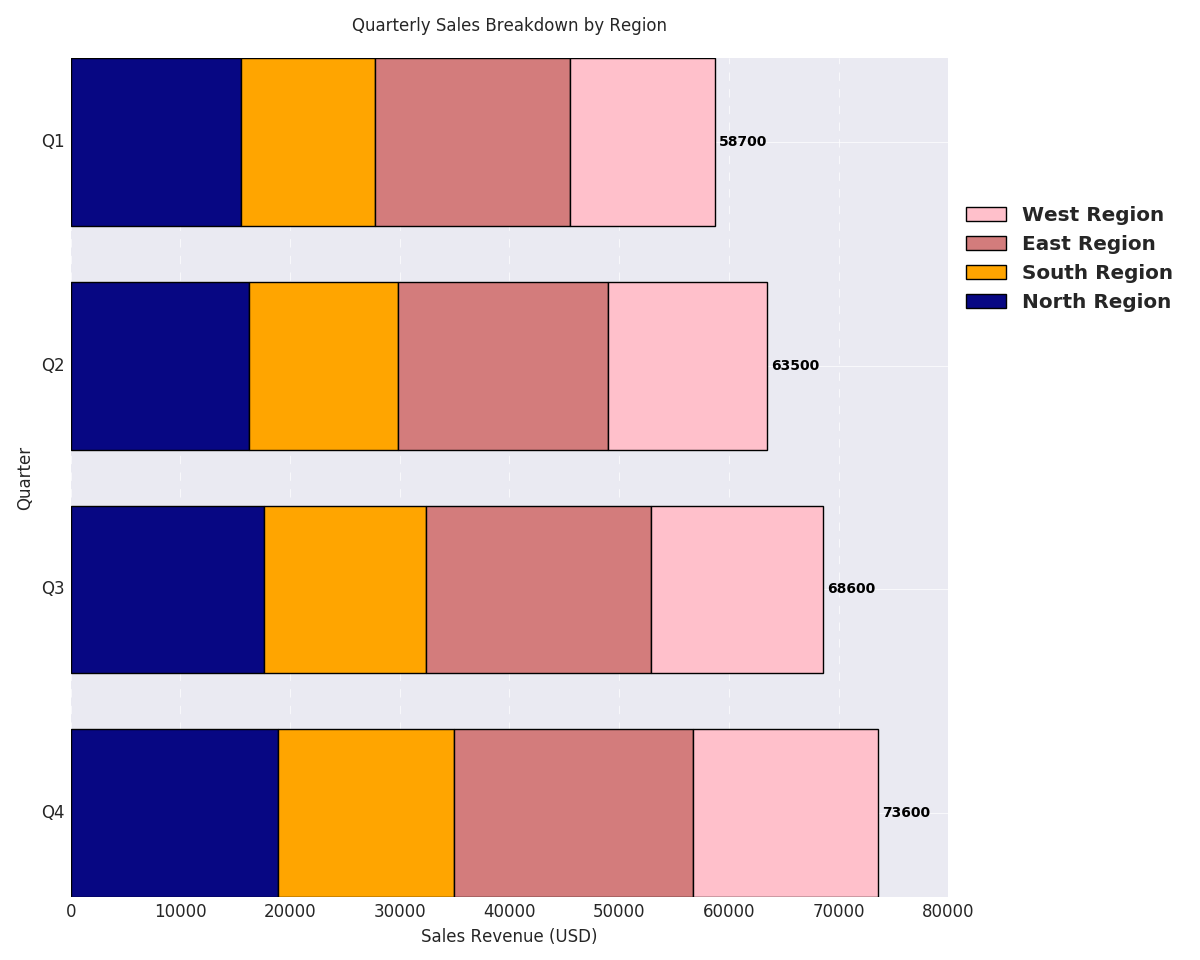 Quarterly Sales Breakdown by Region
Q1
58700
Q2
63500
Q3
68600
Q4
73600
Quarter
0 10000 20000 30000 40000 50000 60000 70000 80000
Sales Revenue (USD)
West Region
East Region
South Region
North Region